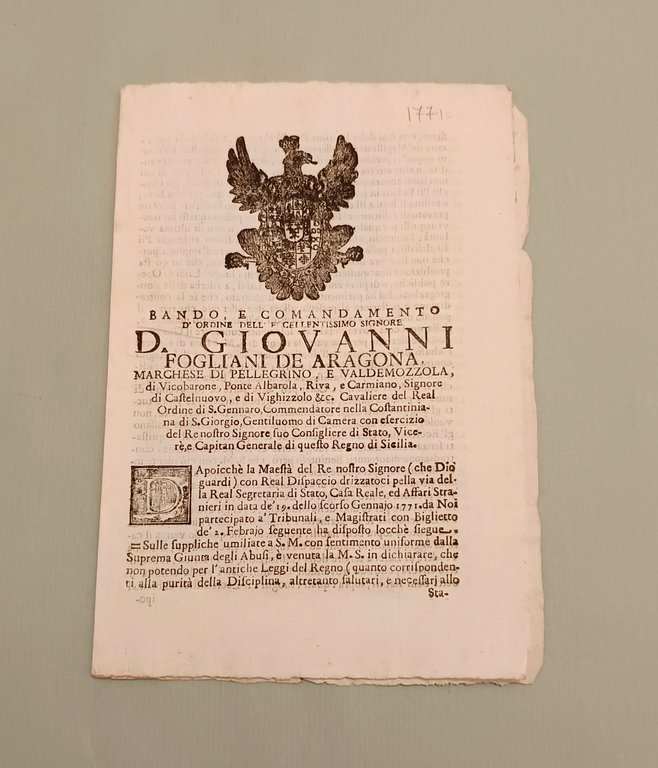 1771.
BANDO, E COMANDAMENTO
D'ORDINE DELL' ECCELLENTISSIMO SIGNORE
D. GIOVANNI
FOGLIANI DE ARAGONA,
MARCHESE DI PELLEGRINO, E VALDEMOZZOLA,
di Vicobarone, Ponte Albarola, Riva, e Carmiano, Signore
di Castelnuovo, e di Vighizzolo &c. Cavaliere del Real
Ordine di S. Gennaro, Commendatore nella Costantinia-
na di S. Giorgio, Gentiluomo di Camera con esercizio
del Re nostro Signore suo Consigliere di Stato, Vice-
rè, e Capitan Generale di questo Regno di Sicilia.
DApoicchè la Maestà del Re nostro Signore (che Dio
guardi) con Real Dispaccio drizzatoci pella via del-
la Real Segretaria di Stato, Casa Reale, ed Affari Stra-
nieri in data de' 19. dello scorso Gennajo 1771. da Noi
partecipato a' Tribunali, e Magistrati con Biglietto
de' 2. Febrajo seguente ha disposto locchè siegue.
= Sulle suppliche umiliate a S. M. con sentimento uniforme dalla
Suprema Giunta degli Abusi, è venuta la M. S. in dichiarare, che
non potendo per l'antiche Leggi del Regno (quanto corrisponden-
ti alla purità della Disciplina, altretanto salutari, e necessarj allo
Sta-